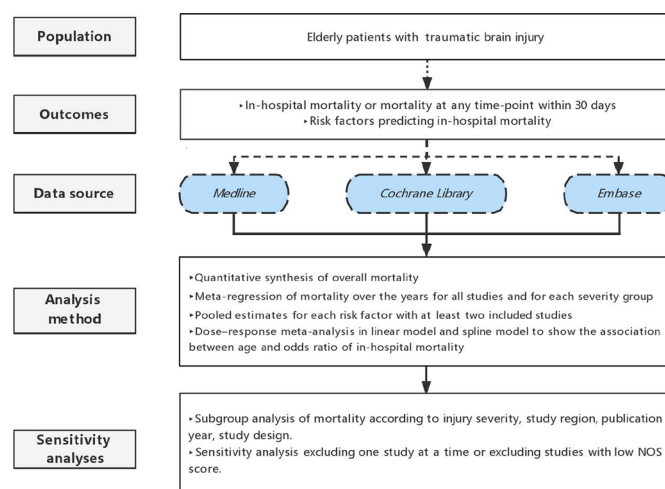 Population
Elderly patients with traumatic brain injury
Outcomes
‣In-hospital mortality or mortality at any time-point within 30 days
‣Risk factors predicting in-hospital mortality
Data source
Medline
Cochrane Library
Embase
Analysis
method
‣Quantitative synthesis of overall mortality
‣Meta-regression of mortality over the years for all studies and for each severity group
‣Pooled estimates for each risk factor with at least two included studies
‣Dose–response meta-analysis in linear model and spline model to show the association
between age and odds ratio of in-hospital mortality
Sensitivity
analyses
‣Subgroup analysis of mortality according to injury severity, study region, publication
year, study design.
‣Sensitivity analysis excluding one study at a time or excluding studies with low NOS
score.